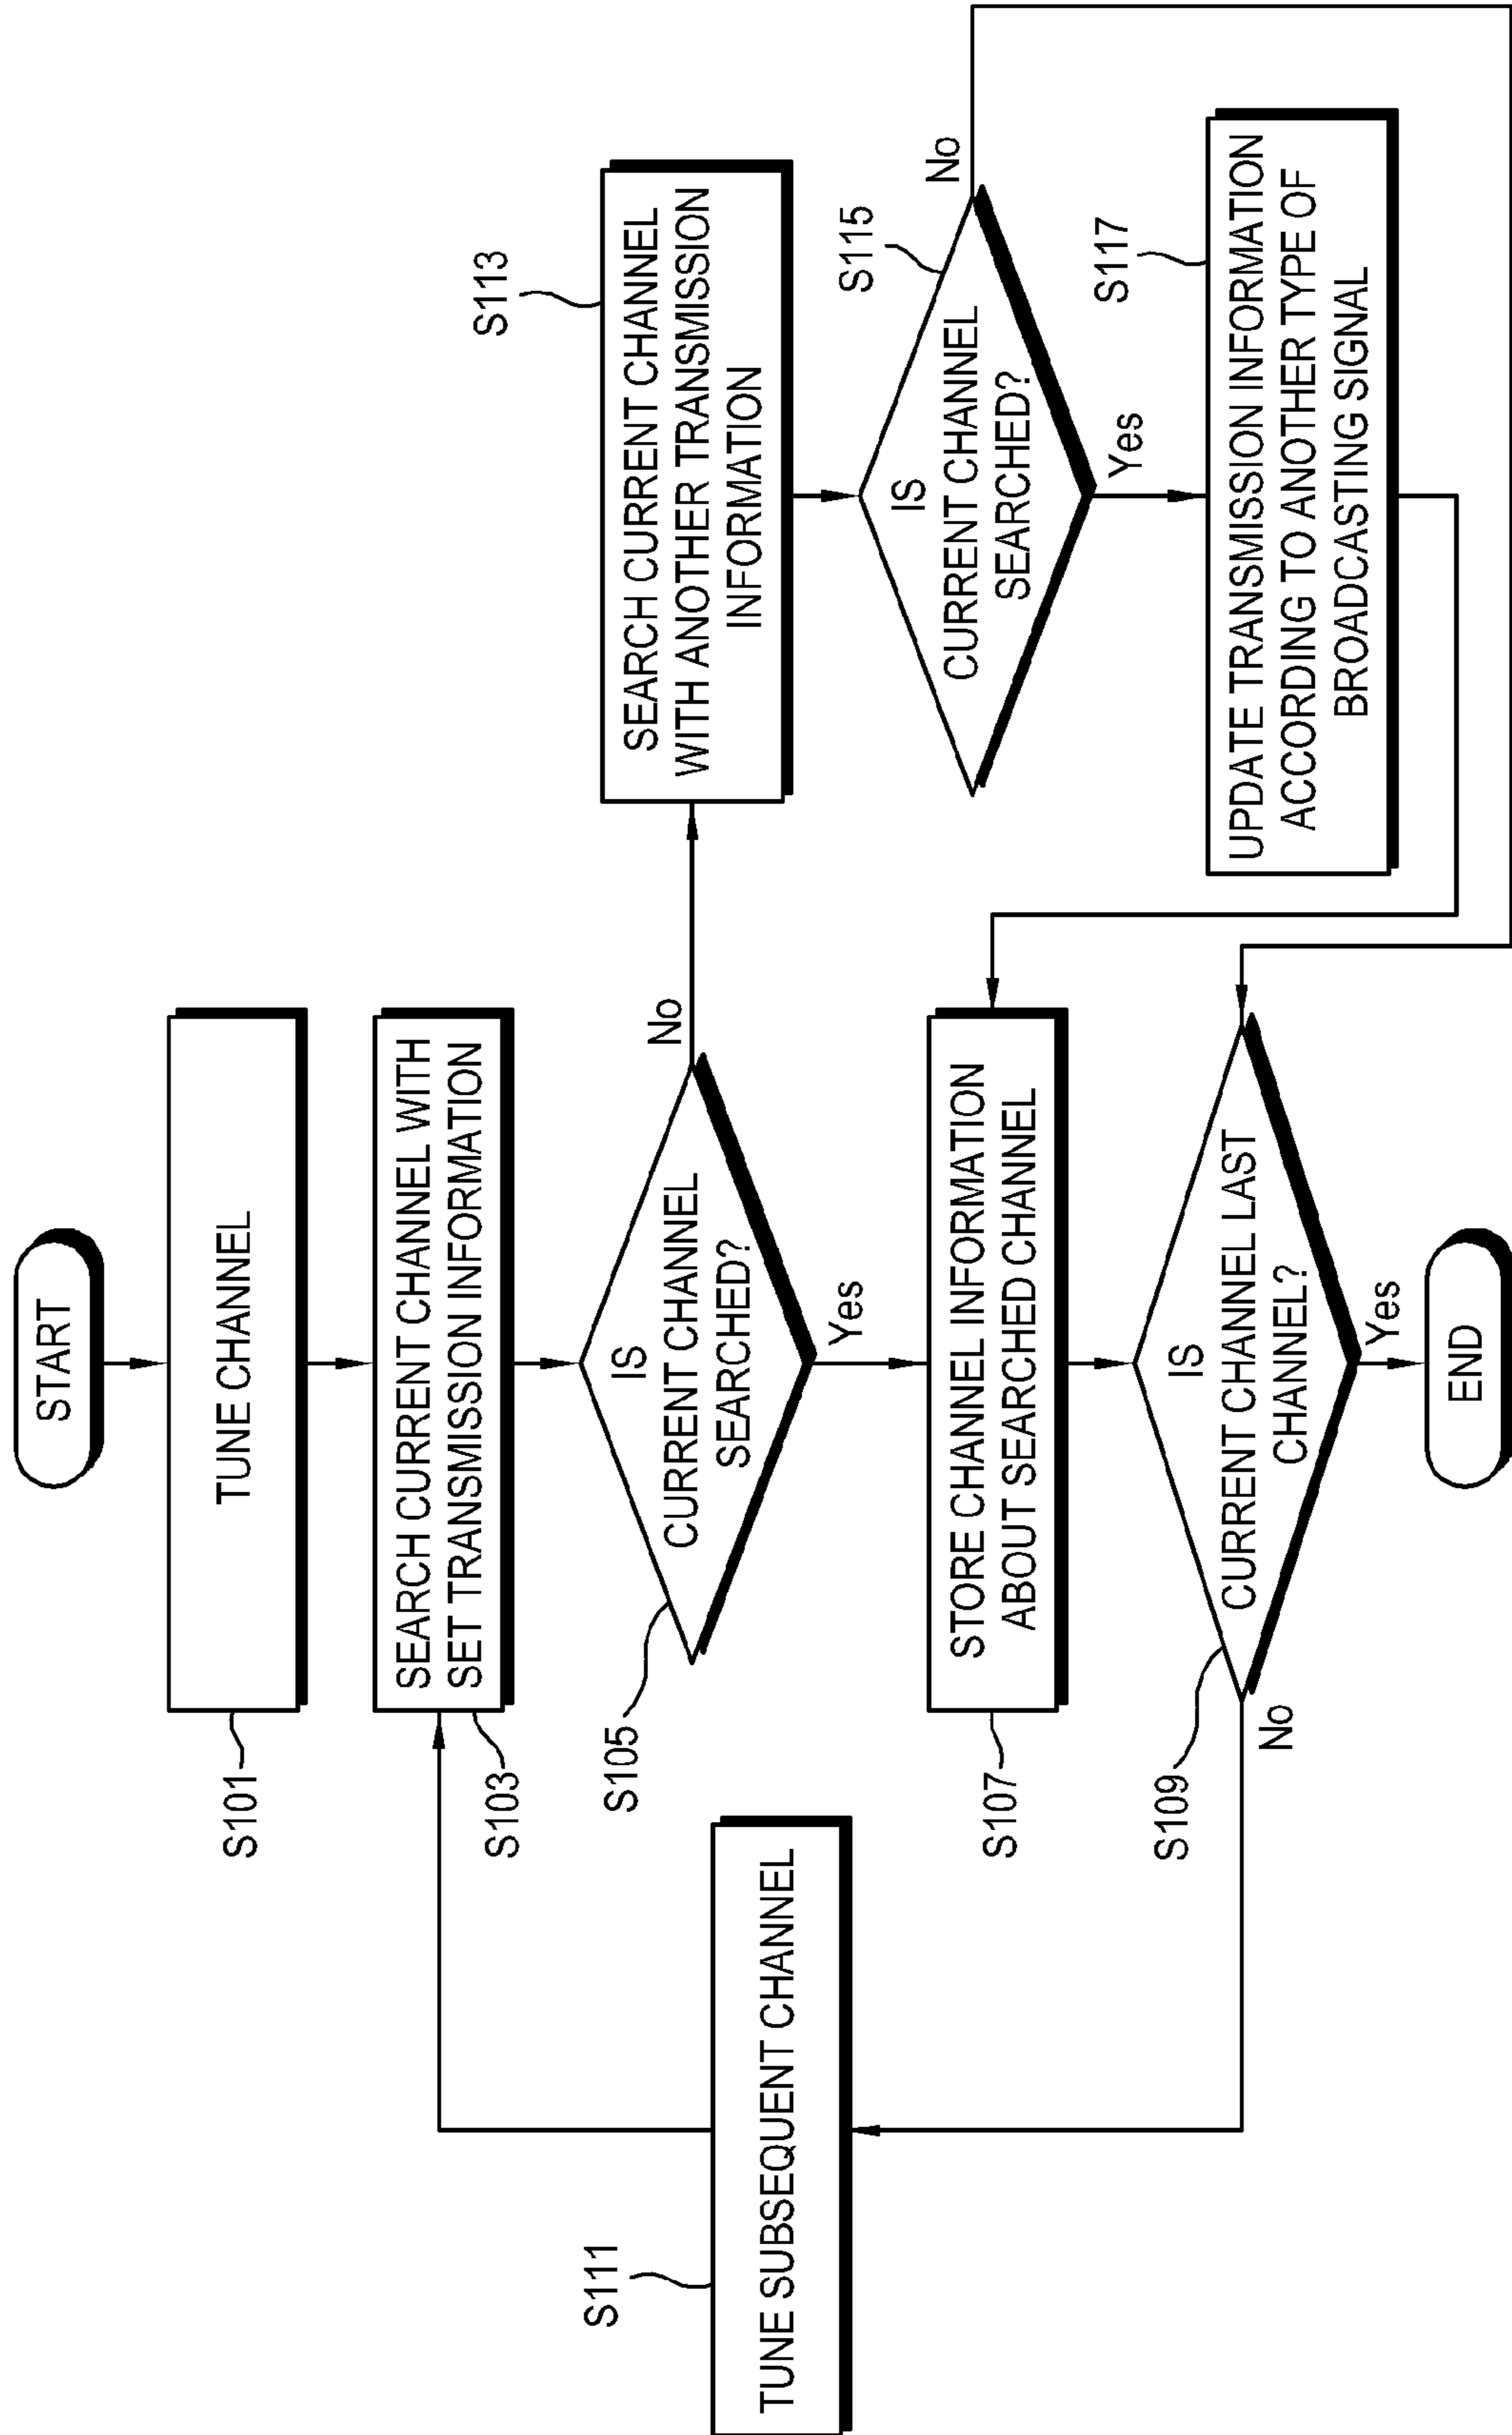 START
TUNE CHANNEL
S101
SEARCH CURRENT CHANNEL WITH
SET TRANSMISSION INFORMATION
S103
IS
CURRENT CHANNEL
SEARCHED?
S105
No
Yes
STORE CHANNEL INFORMATION
ABOUT SEARCHED CHANNEL
S107
IS
CURRENT CHANNEL LAST
CHANNEL?
S109
No
Yes
END
TUNE SUBSEQUENT CHANNEL
S111
SEARCH CURRENT CHANNEL
WITH ANOTHER TRANSMISSION
INFORMATION
S113
IS
CURRENT CHANNEL
SEARCHED?
S115
No
Yes
UPDATE TRANSMISSION INFORMATION
ACCORDING TO ANOTHER TYPE OF
BROADCASTING SIGNAL
S117